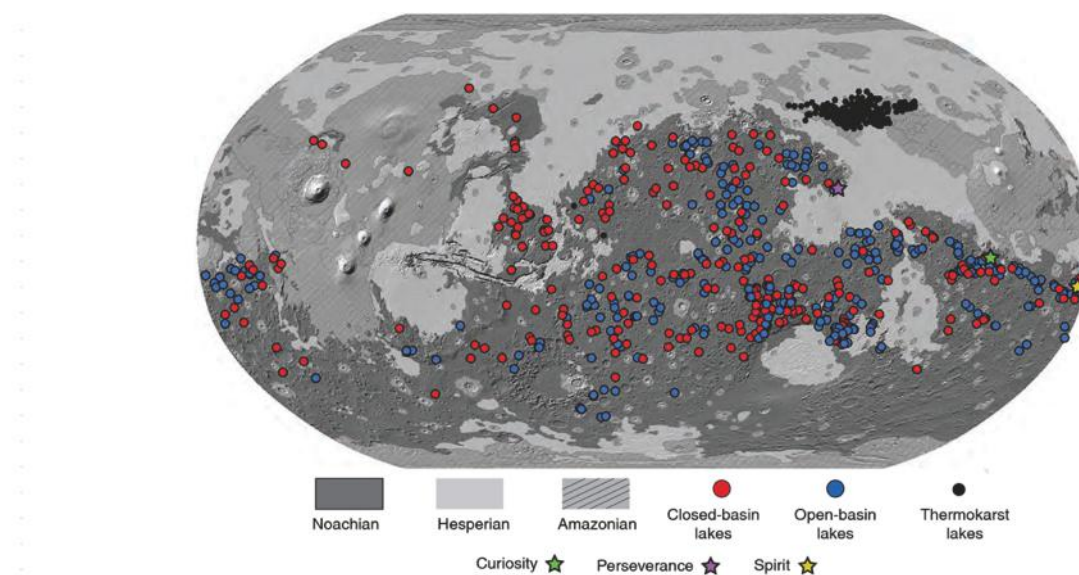 Noachian
Hesperian
Amazonian
Closed-basin
lakes
Open-basin
lakes
Thermokarst
lakes
Curiosity
Perseverance
Spirit